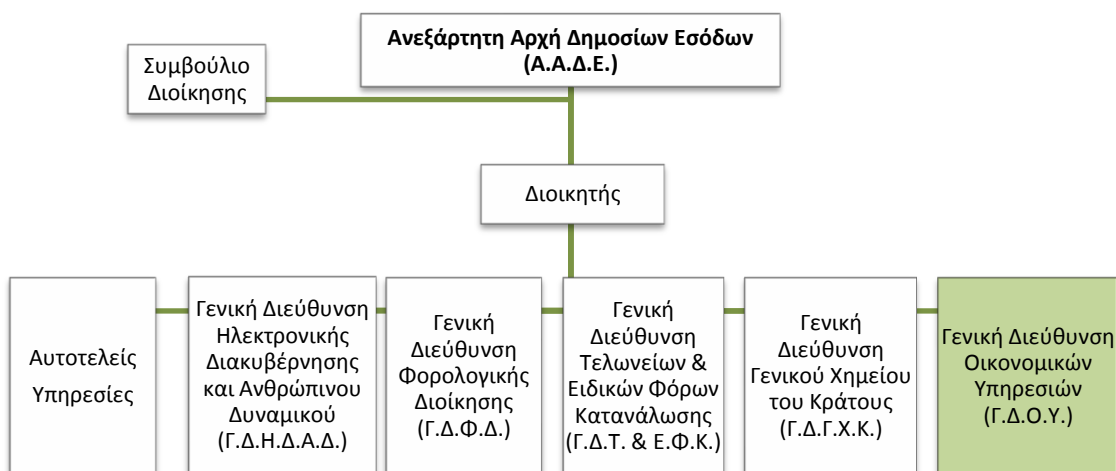 Ανεξάρτητη Αρχή Δημοσίων Εσόδων
(Α.Α.Δ.Ε.)
Συμβούλιο
Διοίκησης
Διοικητής
Αυτοτελείς
Υπηρεσίες
Γενική Διεύθυνση
Ηλεκτρονικής
Διακυβέρνησης
και Ανθρώπινου
Δυναμικού
(Γ.Δ.Η.Δ.Α.Δ.)
Γενική
Διεύθυνση
Φορολογικής
Διοίκησης
(Γ.Δ.Φ.Δ.)
Γενική
Διεύθυνση
Τελωνείων &
Ειδικών Φόρων
Κατανάλωσης
(Γ.Δ.Τ. & Ε.Φ.Κ.)
Γενική
Διεύθυνση
Γενικού Χημείου
του Κράτους
(Γ.Δ.Γ.Χ.Κ.)
Γενική Διεύθυνση
Οικονομικών
Υπηρεσιών
(Γ.Δ.Ο.Υ.)